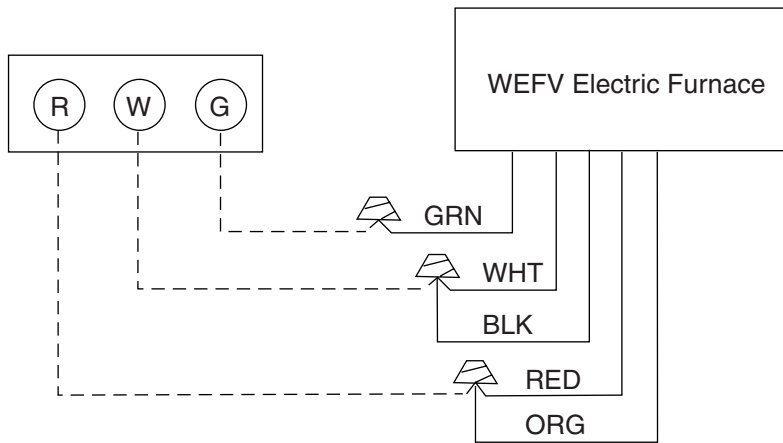 R W G
WEFV Electric Furnace
GRN
WHT
BLK
RED
ORG